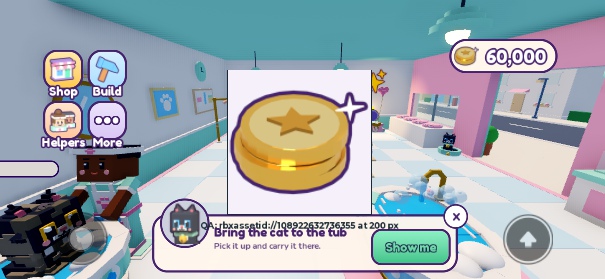 60,000
Shop
Build
Helpers
More
QA: rbxassetid://108922632736355 at 200 px
Bring the cat to the tub
Pick it up and carry it there.
Show me
X